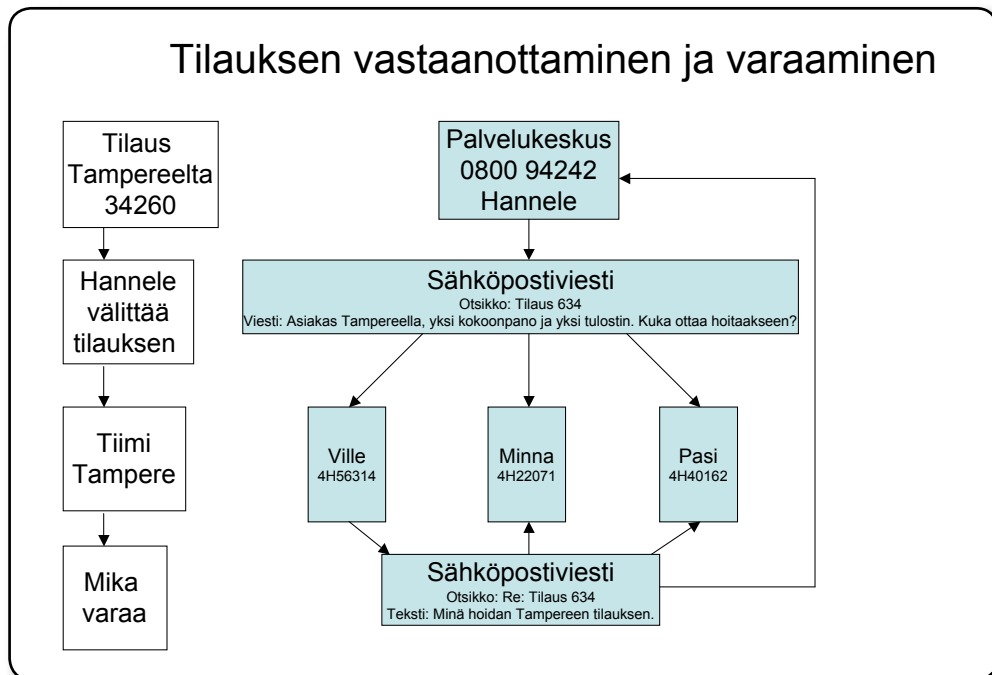 Tilauksen vastaanottaminen ja varaaminen
Tilaus
Tampereelta
34260
Hannele
välittää
tilauksen
Tiimi
Tampere
Mika
varaa
Palvelukeskus
0800 94242
Hannele
Sähköpostiviesti
Otsikko: Tilaus 634
Viesti: Asiakas Tampereella, yksi kokoonpano ja yksi tulostin. Kuka ottaa hoitaakseen?
Ville
4H56314
Minna
4H22071
Pasi
4H40162
Sähköpostiviesti
Otsikko: Re: Tilaus 634
Teksti: Minä hoidan Tampereen tilauksen.